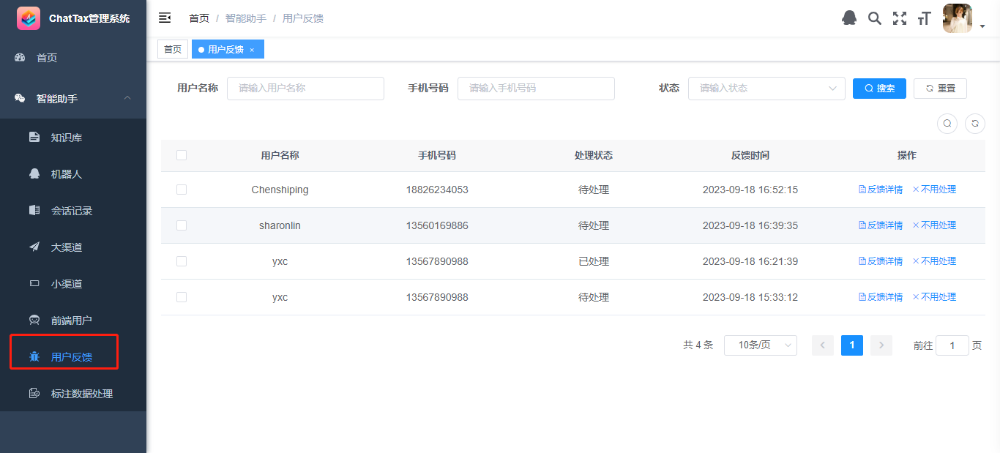 ChatTax管理系统
首页
智能助手
知识库
机器人
会话记录
大渠道
小渠道
前端用户
用户反馈
标注数据处理
首页 / 智能助手 / 用户反馈
首页 用户反馈 ×
用户名称 请输入用户名称 手机号码 请输入手机号码 状态 请输入状态 搜索 重置
用户名称 手机号码 处理状态 反馈时间 操作
Chenshiping 18826234053 待处理 2023-09-18 16:52:15 反馈详情 不用处理
sharonlin 13560169886 待处理 2023-09-18 16:39:35 反馈详情 不用处理
yxc 13567890988 已处理 2023-09-18 16:21:39 反馈详情 不用处理
yxc 13567890988 待处理 2023-09-18 15:33:12 反馈详情 不用处理
共 4 条 10条/页 1 前往 1 页